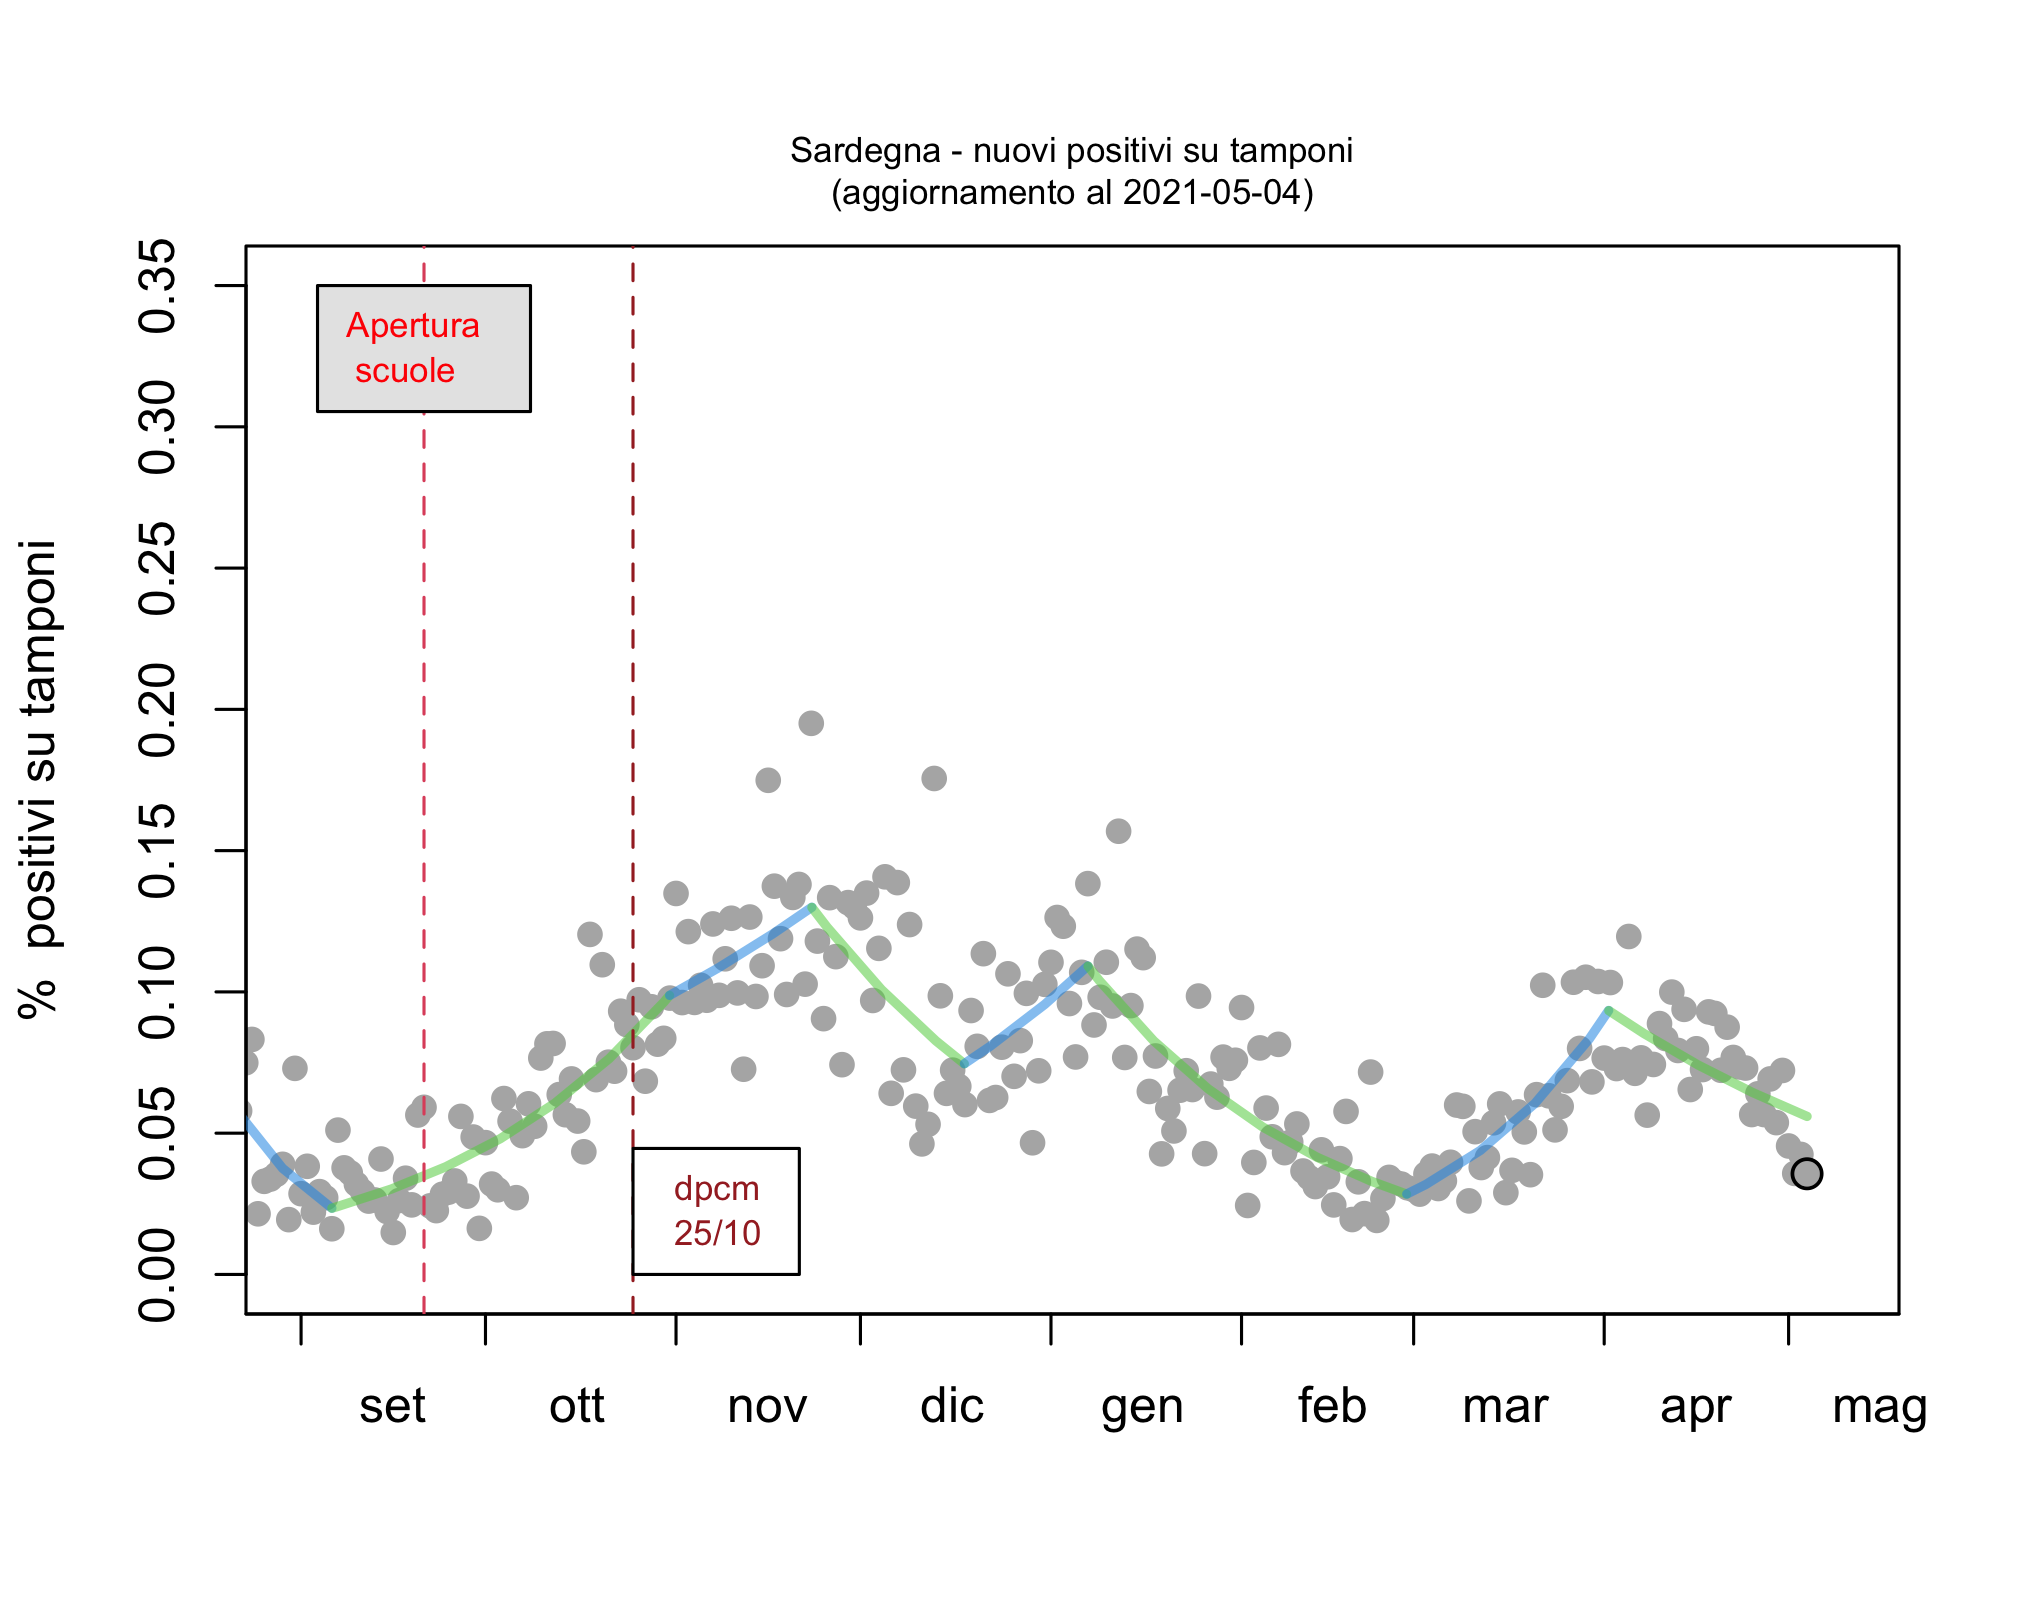 Sardegna - nuovi positivi su tamponi
(aggiornamento al 2021-05-04)
% positivi su tamponi
0.35
0.30
0.25
0.20
0.15
0.10
0.05
0.00
Apertura
scuole
dpcm
25/10
set ott nov dic gen feb mar apr mag